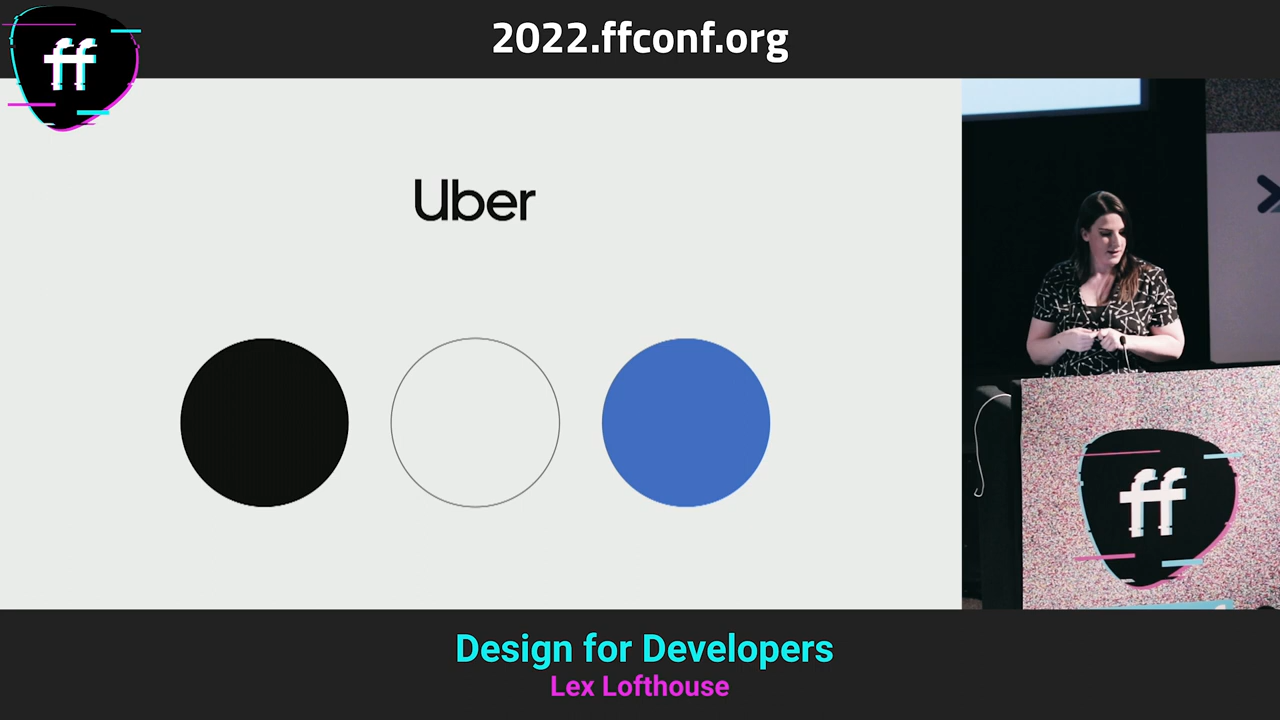 ff
2022.ffconf.org
Uber
ff
Design for Developers
Lex Lofthouse